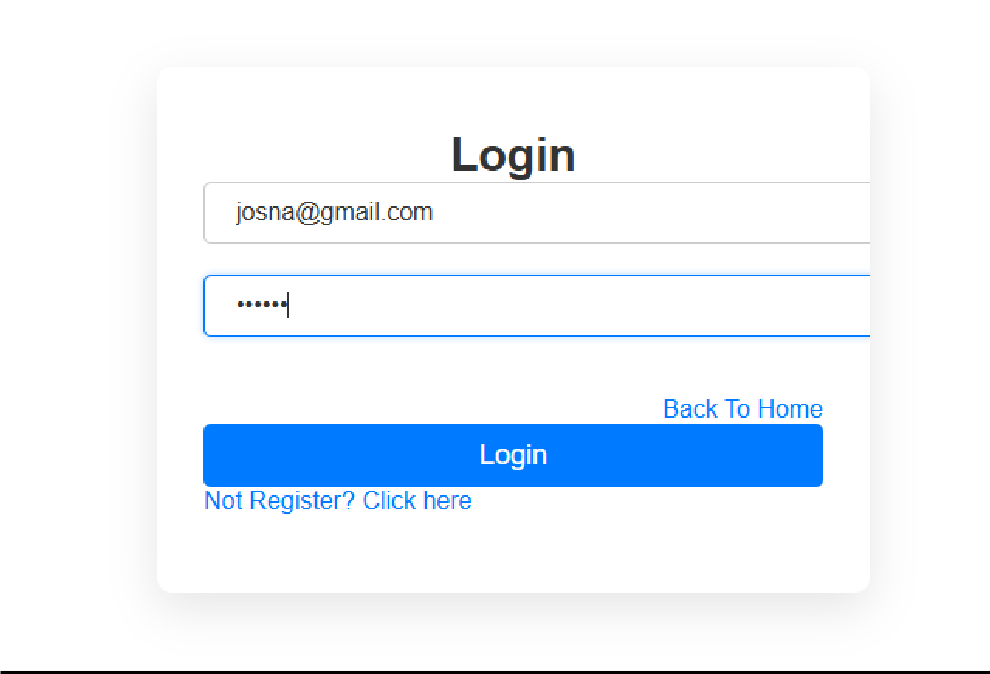 Login
josna@gmail.com
••••••
Back To Home
Login
Not Register? Click here